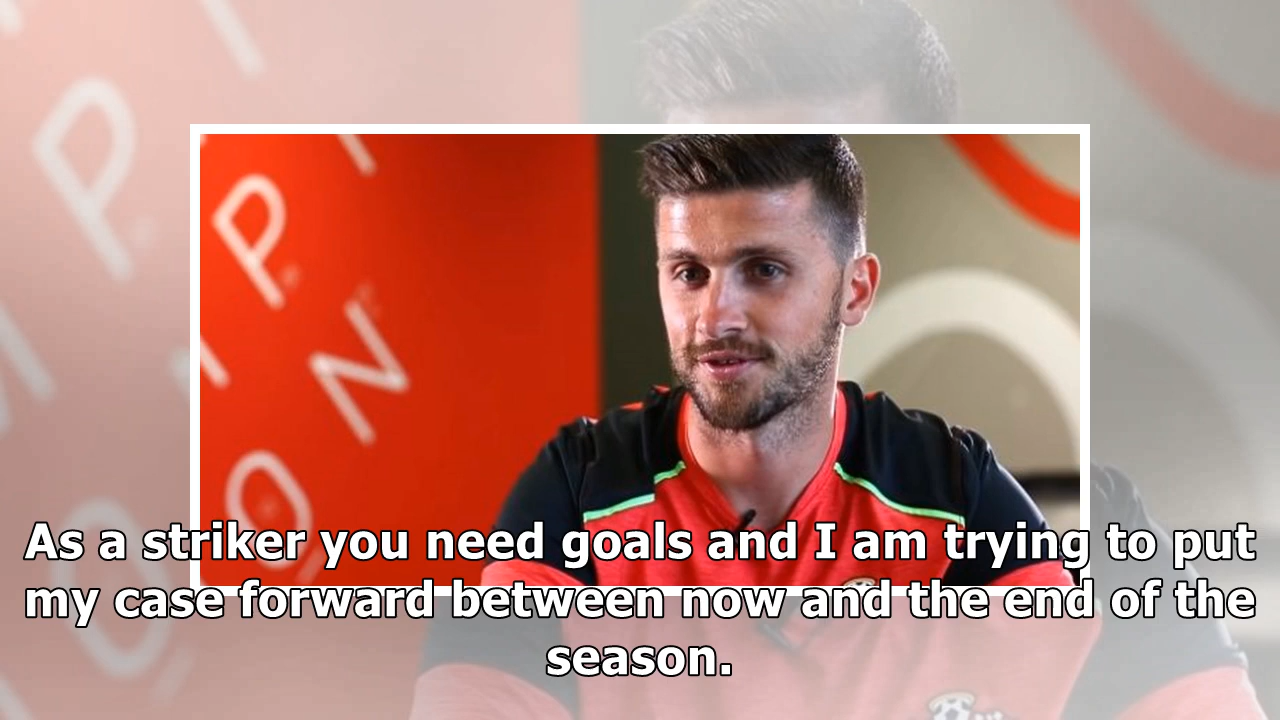 As a striker you need goals and I am trying to put
my case forward between now and the end of the
season.